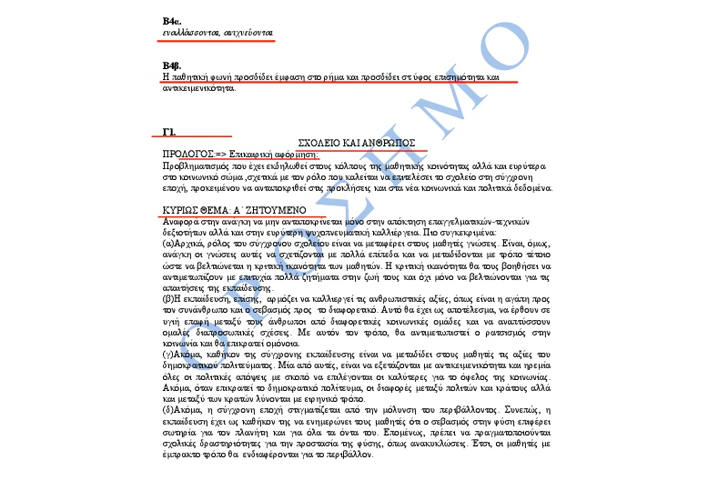 Β4α.
εναλλάσσονται, ανιχνεύονται
Β4β.
Η παθητική φωνή προσδίδει έμφαση στο ρήμα και προσδίδει στ ύφος επισημότητα και
αντικειμενικότητα.
Γ1.
ΣΧΟΛΕΙΟ ΚΑΙ ΑΝΘΡΩΠΟΣ
ΠΡΟΛΟΓΟΣ => Επικαιρική αφόρμηση:
Προβληματισμός που έχει εκδηλωθεί στους κόλπους της μαθητικής κοινότητας αλλά και ευρύτερα
στο κοινωνικό σώμα ,σχετικά με τον ρόλο που καλείται να επιτελέσει το σχολείο στη σύγχρονη
εποχή, προκειμένου να ανταποκριθεί στις προκλήσεις και στα νέα κοινωνικά και πολιτικά δεδομένα.
ΚΥΡΙΩΣ ΘΕΜΑ: Α΄ ΖΗΤΟΥΜΕΝΟ
Αναφορά στην ανάγκη να μην ανταποκρίνεται μόνο στην απόκτηση επαγγελματικών-τεχνικών
δεξιοτήτων αλλά και στην ευρύτερη ψυχοπνευματική καλλιέργεια. Πιο συγκεκριμένα:
(α)Αρχικά, ρόλος του σύγχρονου σχολείου είναι να μεταφέρει στους μαθητές γνώσεις. Είναι, όμως,
ανάγκη οι γνώσεις αυτές να σχετίζονται με πολλά επίπεδα και να μεταδίδονται με τρόπο τέτοιο
ώστε να βελτιώνεται η κριτική ικανότητα των μαθητών. Η κριτική ικανότητα θα τους βοηθήσει να
αντιμετωπίζουν με επιτυχία πολλά ζητήματα στην ζωή τους και όχι μόνο να βελτιώνονται για τις
απαιτήσεις της εκπαίδευσης.
(β)Η εκπαίδευση, επίσης, αρμόζει να καλλιεργεί τις ανθρωπιστικές αξίες, όπως είναι η αγάπη προς
τον συνάνθρωπο και ο σεβασμός προς το διαφορετικό. Αυτό θα έχει ως αποτέλεσμα, να έρθουν σε
υγιή επαφή μεταξύ τους άνθρωποι από διαφορετικές κοινωνικές ομάδες και να αναπτύσσουν
ομαλές διαπροσωπικές σχέσεις. Με αυτόν τον τρόπο, θα αντιμετωπιστεί ο ρατσισμός στην
κοινωνία και θα επικρατεί ομόνοια.
(γ)Ακόμα, καθήκον της σύγχρονης εκπαίδευσης είναι να μεταδίδει στους μαθητές τις αξίες του
δημοκρατικού πολιτεύματος. Μία από αυτές, είναι να εξετάζονται με αντικειμενικότητα και ηρεμία
όλες οι πολιτικές απόψεις με σκοπό να επιλέγονται οι καλύτερες για το όφελος της κοινωνίας.
Ακόμα, όταν επικρατεί το δημοκρατικό πολίτευμα, οι διαφορές μεταξύ πολιτών και κράτους αλλά
και μεταξύ των κρατών λύνονται με ειρηνικό τρόπο.
(δ)Ακόμα, η σύγχρονη εποχή στιγματίζεται από την μόλυνση του περιβάλλοντος. Συνεπώς, η
εκπαίδευση έχει ως καθήκον της να ενημερώνει τους μαθητές ότι ο σεβασμός στην φύση επιφέρει
σωτηρία για τον πλανήτη και για όλα τα όντα του. Επομένως, πρέπει να πραγματοποιούνται
σχολικές δραστηριότητες για την προστασία της φύσης, όπως ανακυκλώσεις. Έτσι, οι μαθητές με
έμπρακτο τρόπο θα ενδιαφέρονται για το περιβάλλον.
ΟΡΟΣΗΜΟ